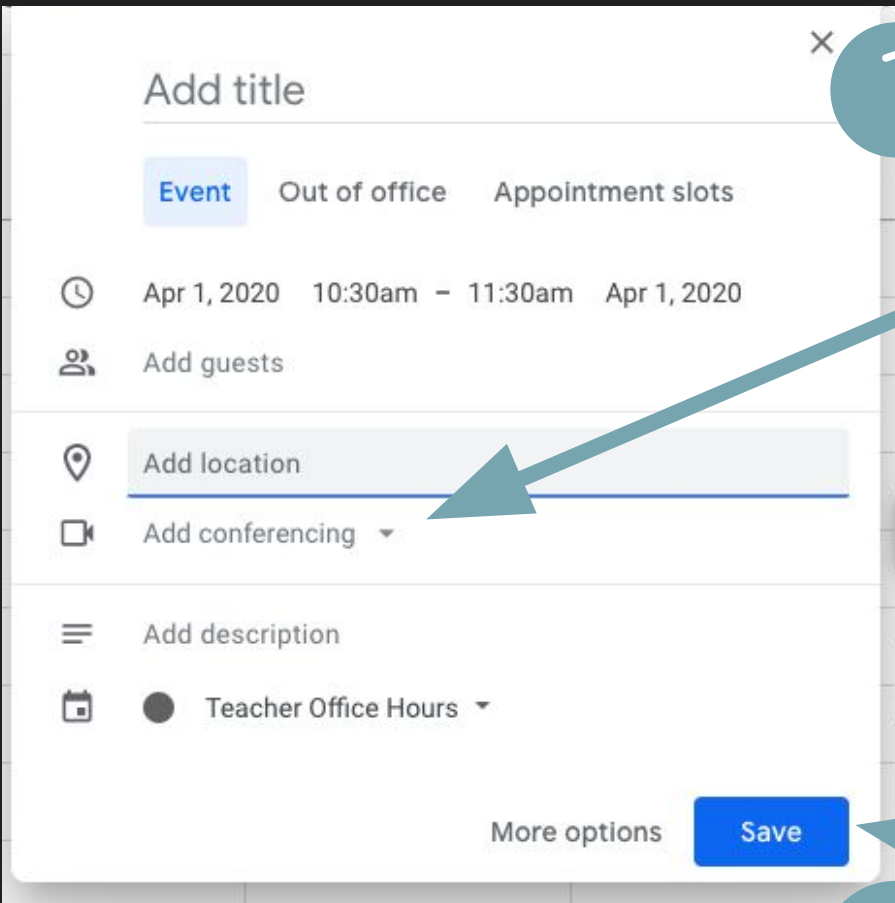 Add title
Event Out of office Appointment slots
Apr 1, 2020 10:30am – 11:30am Apr 1, 2020
Add guests
Add location
Add conferencing
Add description
Teacher Office Hours
More options Save